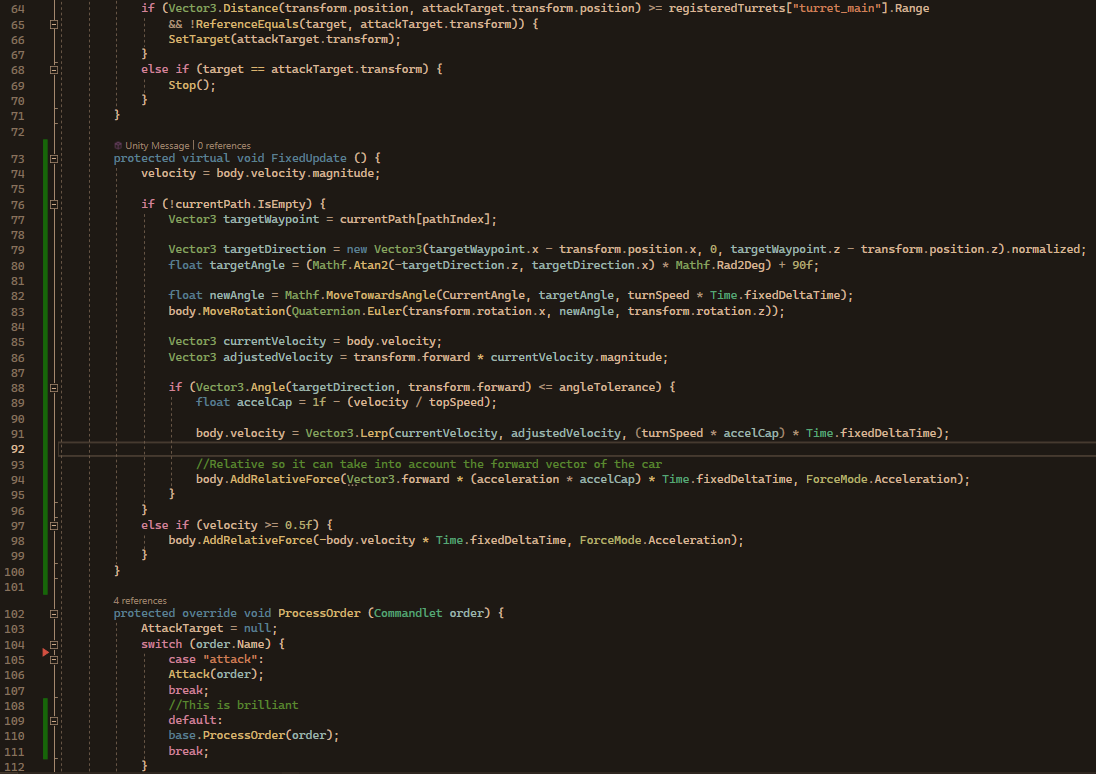 64 if (Vector3.Distance(transform.position, attackTarget.transform.position) >= registeredTurrets["turret_main"].Range
65 && !ReferenceEquals(target, attackTarget.transform)) {
66 SetTarget(attackTarget.transform);
67 }
68 else if (target == attackTarget.transform) {
69 Stop();
70 }
71 }
72
Unity Message | 0 references
73 protected virtual void FixedUpdate () {
74 velocity = body.velocity.magnitude;
75
76 if (!currentPath.IsEmpty) {
77 Vector3 targetWaypoint = currentPath[pathIndex];
78
79 Vector3 targetDirection = new Vector3(targetWaypoint.x - transform.position.x, 0, targetWaypoint.z - transform.position.z).normalized;
80 float targetAngle = (Mathf.Atan2(-targetDirection.z, targetDirection.x) * Mathf.Rad2Deg) + 90f;
81
82 float newAngle = Mathf.MoveTowardsAngle(CurrentAngle, targetAngle, turnSpeed * Time.fixedDeltaTime);
83 body.MoveRotation(Quaternion.Euler(transform.rotation.x, newAngle, transform.rotation.z));
84
85 Vector3 currentVelocity = body.velocity;
86 Vector3 adjustedVelocity = transform.forward * currentVelocity.magnitude;
87
88 if (Vector3.Angle(targetDirection, transform.forward) <= angleTolerance) {
89 float accelCap = 1f - (velocity / topSpeed);
90
91 body.velocity = Vector3.Lerp(currentVelocity, adjustedVelocity, (turnSpeed * accelCap) * Time.fixedDeltaTime);
92
93 //Relative so it can take into account the forward vector of the car
94 body.AddRelativeForce(Vector3.forward * (acceleration * accelCap) * Time.fixedDeltaTime, ForceMode.Acceleration);
95 }
96 }
97 else if (velocity >= 0.5f) {
98 body.AddRelativeForce(-body.velocity * Time.fixedDeltaTime, ForceMode.Acceleration);
99 }
100 }
101
4 references
102 protected override void ProcessOrder (Commandlet order) {
103 AttackTarget = null;
104 switch (order.Name) {
105 case "attack":
106 Attack(order);
107 break;
108 //This is brilliant
109 default:
110 base.ProcessOrder(order);
111 break;
112 }